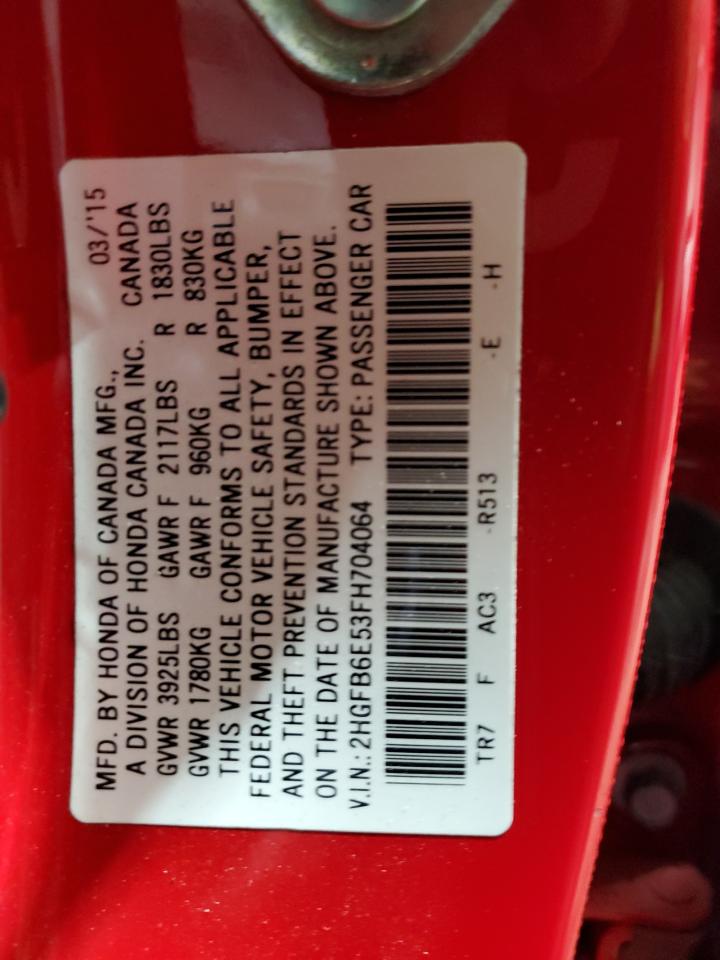 MFD. BY HONDA OF CANADA MFG., 03/'15
A DIVISION OF HONDA CANADA INC. CANADA
GVWR 3925LBS GAWR F 2117LBS R 1830LBS
GVWR 1780KG GAWR F 960KG R 830KG
THIS VEHICLE CONFORMS TO ALL APPLICABLE
FEDERAL MOTOR VEHICLE SAFETY, BUMPER,
AND THEFT PREVENTION STANDARDS IN EFFECT
ON THE DATE OF MANUFACTURE SHOWN ABOVE.
V.I.N.: 2HGFB6E53FH704064 TYPE: PASSENGER CAR
TR7 F AC3 -R513 -E -H